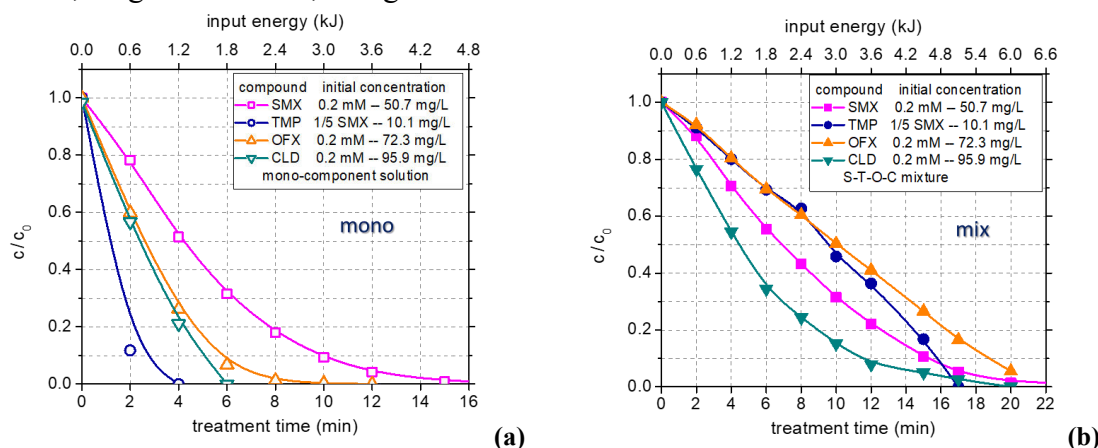 input energy (kJ)
0.0 0.6 1.2 1.8 2.4 3.0 3.6 4.2 4.8
compound initial concentration
SMX 0.2 mM – 50.7 mg/L
TMP 1/5 SMX -- 10.1 mg/L
OFX 0.2 mM – 72.3 mg/L
CLD 0.2 mM -- 95.9 mg/L
mono-component solution
mono
c / c0
1.0
0.8
0.6
0.4
0.2
0.0
0 2 4 6 8 10 12 14 16
treatment time (min)
(a)
input energy (kJ)
0.0 0.6 1.2 1.8 2.4 3.0 3.6 4.2 4.8 5.4 6.0 6.6
compound initial concentration
SMX 0.2 mM – 50.7 mg/L
TMP 1/5 SMX -- 10.1 mg/L
OFX 0.2 mM – 72.3 mg/L
CLD 0.2 mM -- 95.9 mg/L
S-T-O-C mixture
mix
c / c0
1.0
0.8
0.6
0.4
0.2
0.0
0 2 4 6 8 10 12 14 16 18 20 22
treatment time (min)
(b)